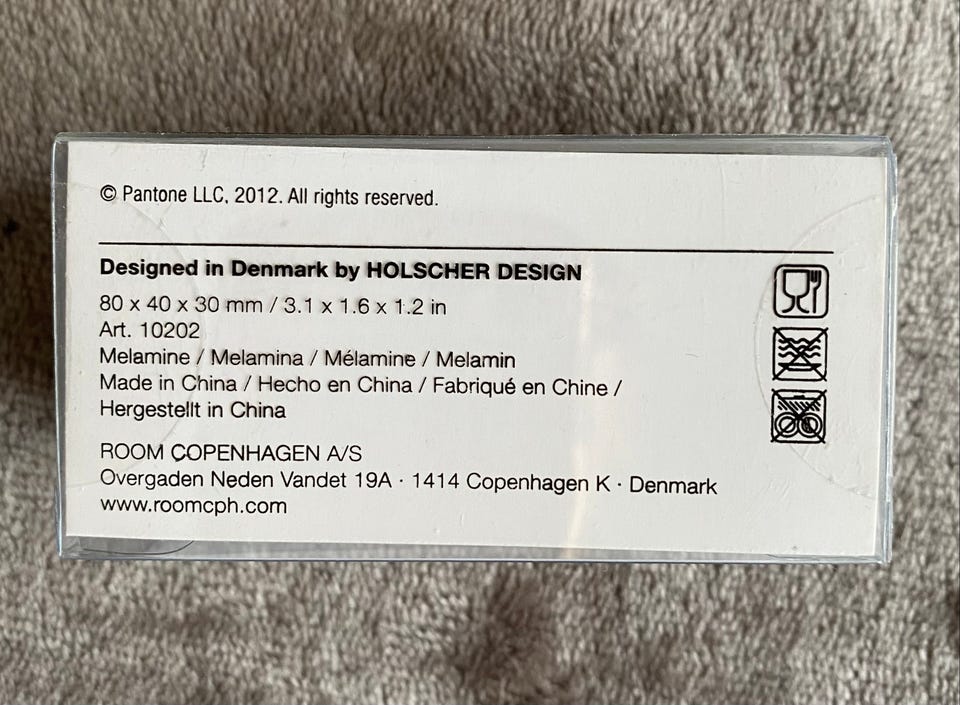 © Pantone LLC, 2012. All rights reserved.
Designed in Denmark by HOLSCHER DESIGN
80 x 40 x 30 mm / 3.1 x 1.6 x 1.2 in
Art. 10202
Melamine / Melamina / Mélamine / Melamin
Made in China / Hecho en China / Fabriqué en Chine /
Hergestellt in China
ROOM COPENHAGEN A/S
Overgaden Neden Vandet 19A · 1414 Copenhagen K · Denmark
www.roomcph.com